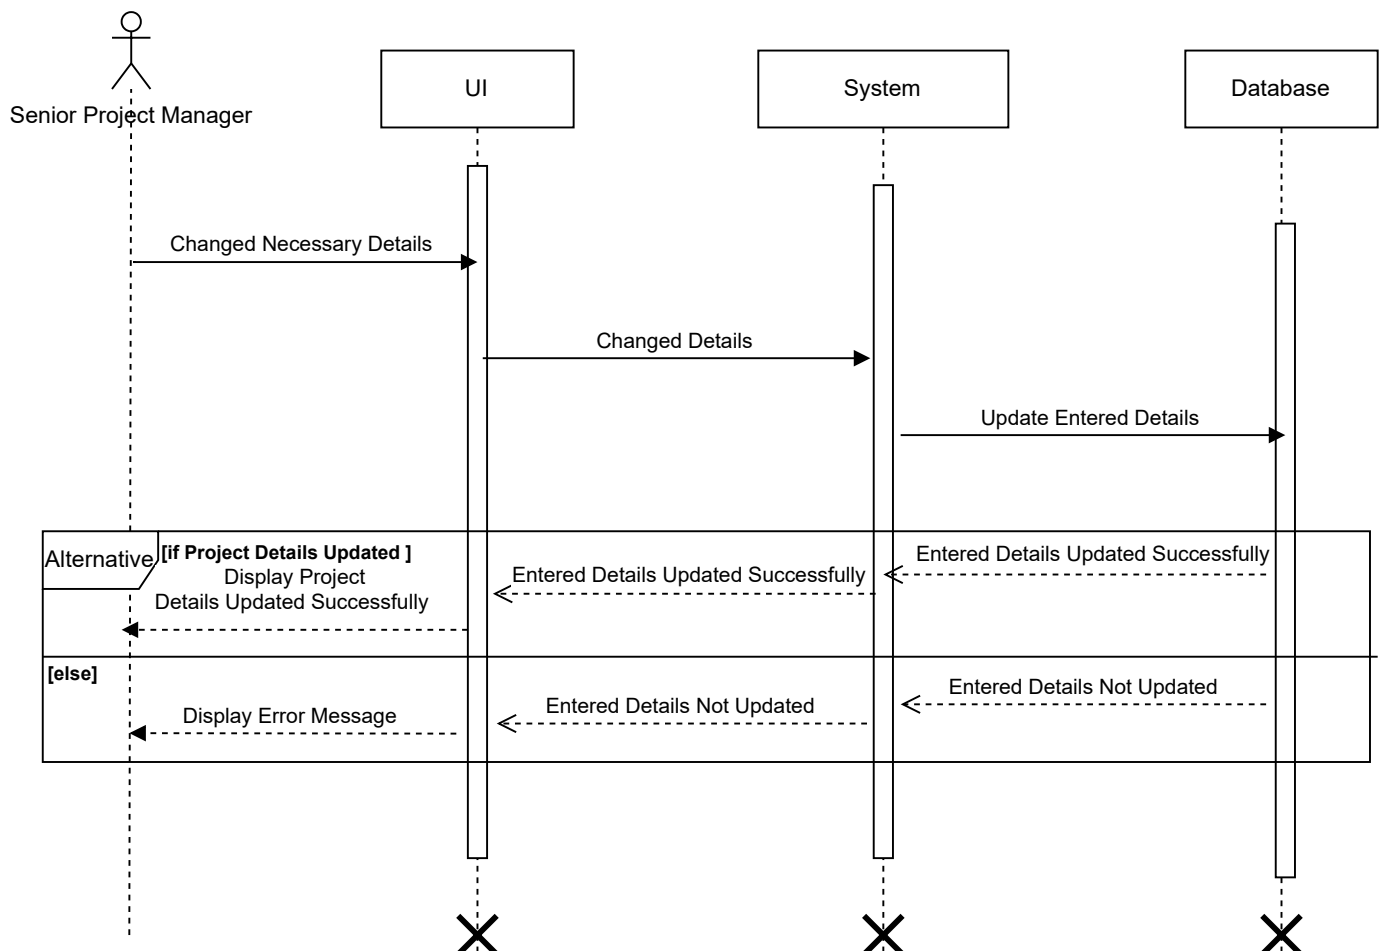 Senior Project Manager
UI
System
Database
Changed Necessary Details
Changed Details
Update Entered Details
Alternative
[if Project Details Updated ]
Display Project
Details Updated Successfully
Entered Details Updated Successfully
Entered Details Updated Successfully
[else]
Display Error Message
Entered Details Not Updated
Entered Details Not Updated